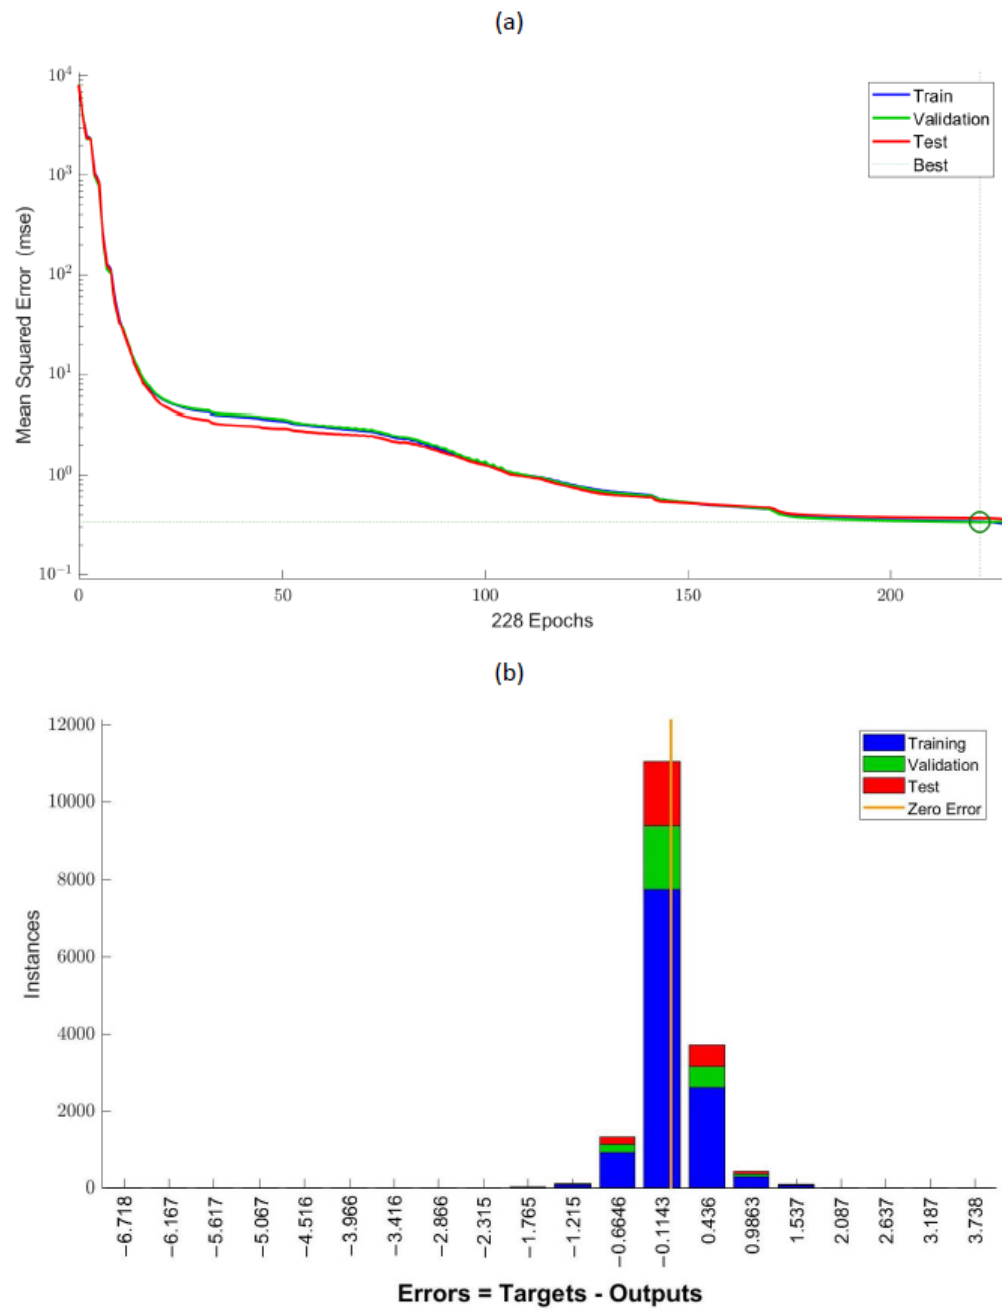 (a)
10^4
10^3
10^2
10^1
10^0
10^-1
Mean Squared Error (mse)
Train
Validation
Test
Best
0
50
100
150
200
228 Epochs
(b)
12000
10000
8000
6000
4000
2000
0
Instances
Training
Validation
Test
Zero Error
−6.718
−6.167
−5.617
−5.067
−4.516
−3.966
−3.416
−2.866
−2.315
−1.765
−1.215
−0.6646
−0.1143
0.436
0.9863
1.537
2.087
2.637
3.187
3.738
Errors = Targets - Outputs